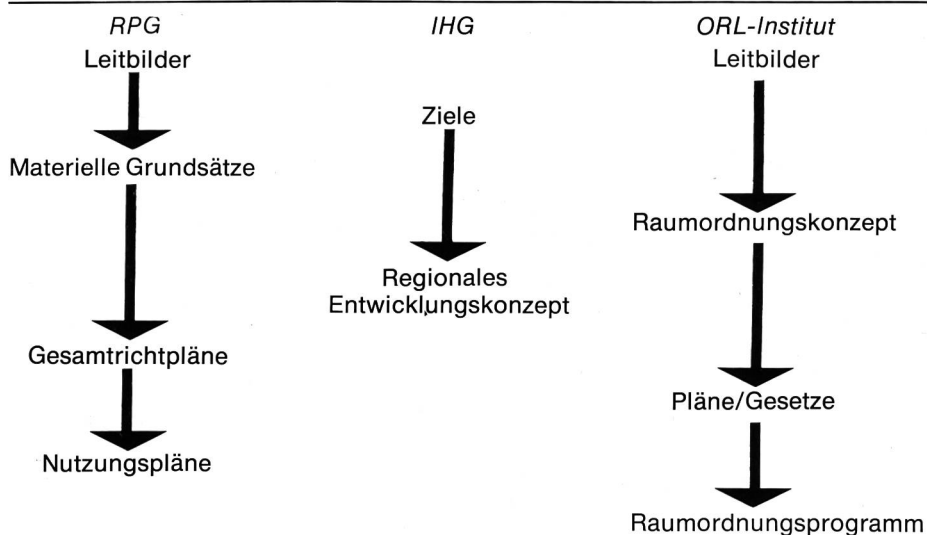 RPG
Leitbilder
Materielle Grundsätze
Gesamtrichtpläne
Nutzungspläne
IHG
Ziele
Regionales
Entwicklungskonzept
ORL-Institut
Leitbilder
Raumordnungskonzept
Pläne/Gesetze
Raumordnungsprogramm